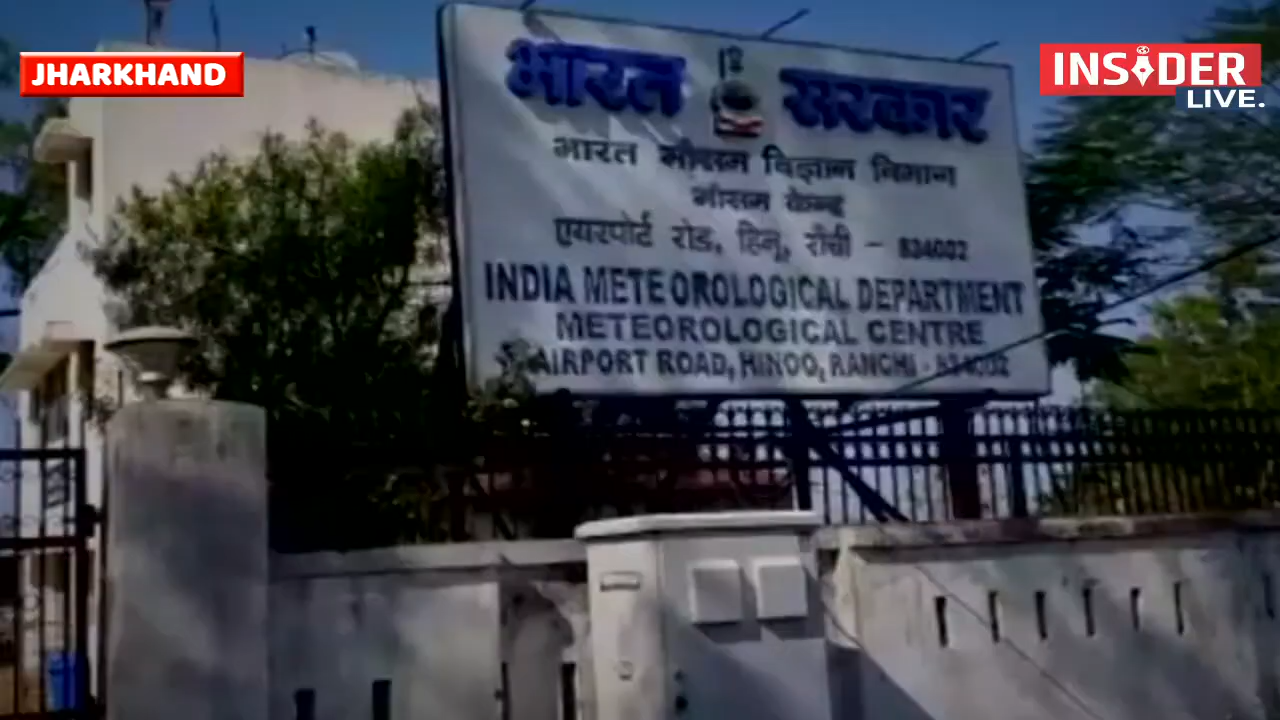 JHARKHAND
INSIDER
LIVE.
भारत सरकार
भारत मौसम विज्ञान विभाग
मौसम केन्द्र
एयरपोर्ट रोड, हिनू, राँची - 834002
INDIA METEOROLOGICAL DEPARTMENT
METEOROLOGICAL CENTRE
AIRPORT ROAD, HINOO, RANCHI - 834002